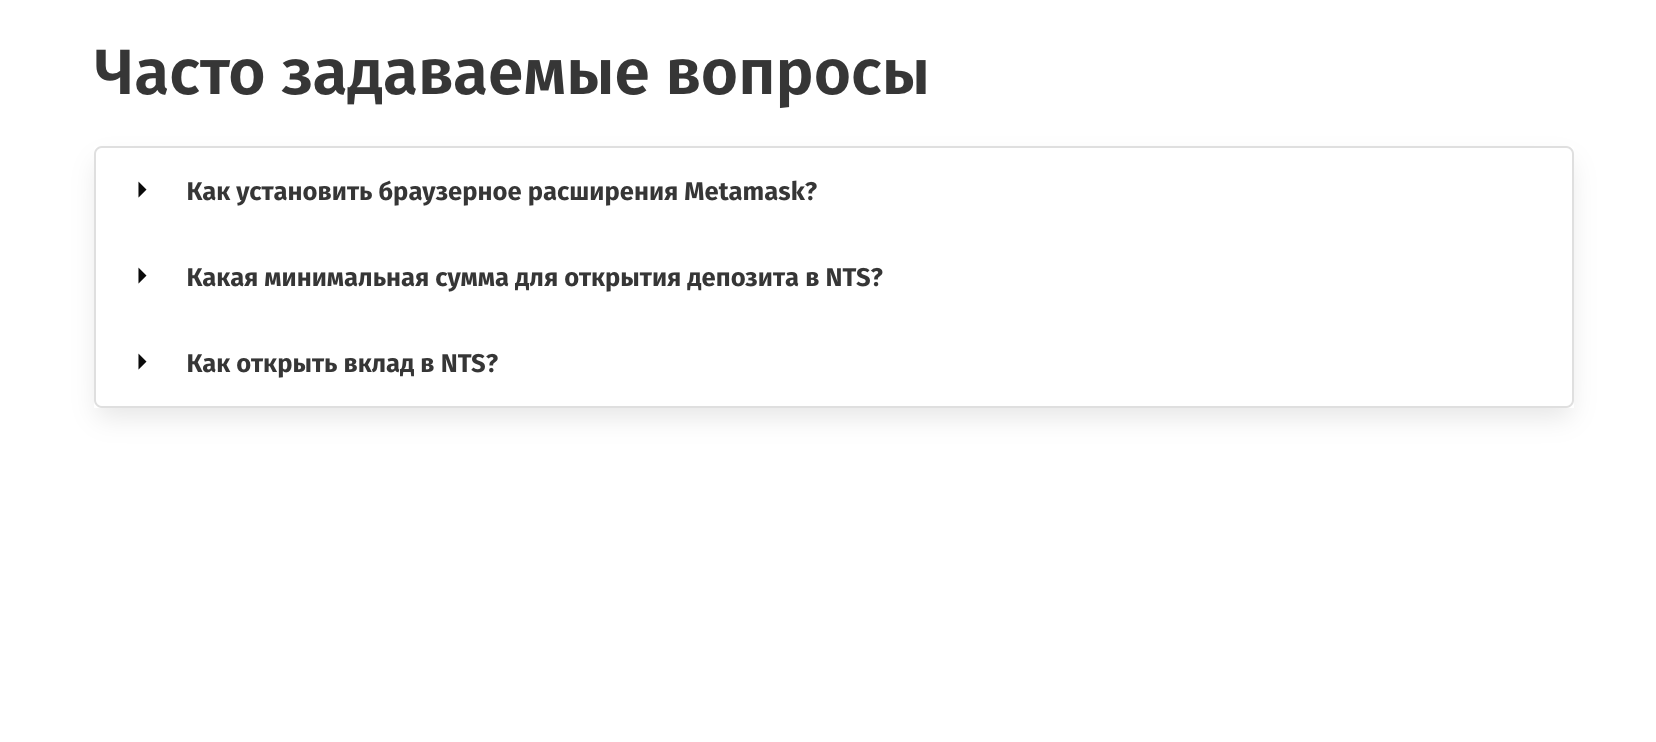 Часто задаваемые вопросы
Как установить браузерное расширения Metamask?
Какая минимальная сумма для открытия депозита в NTS?
Как открыть вклад в NTS?